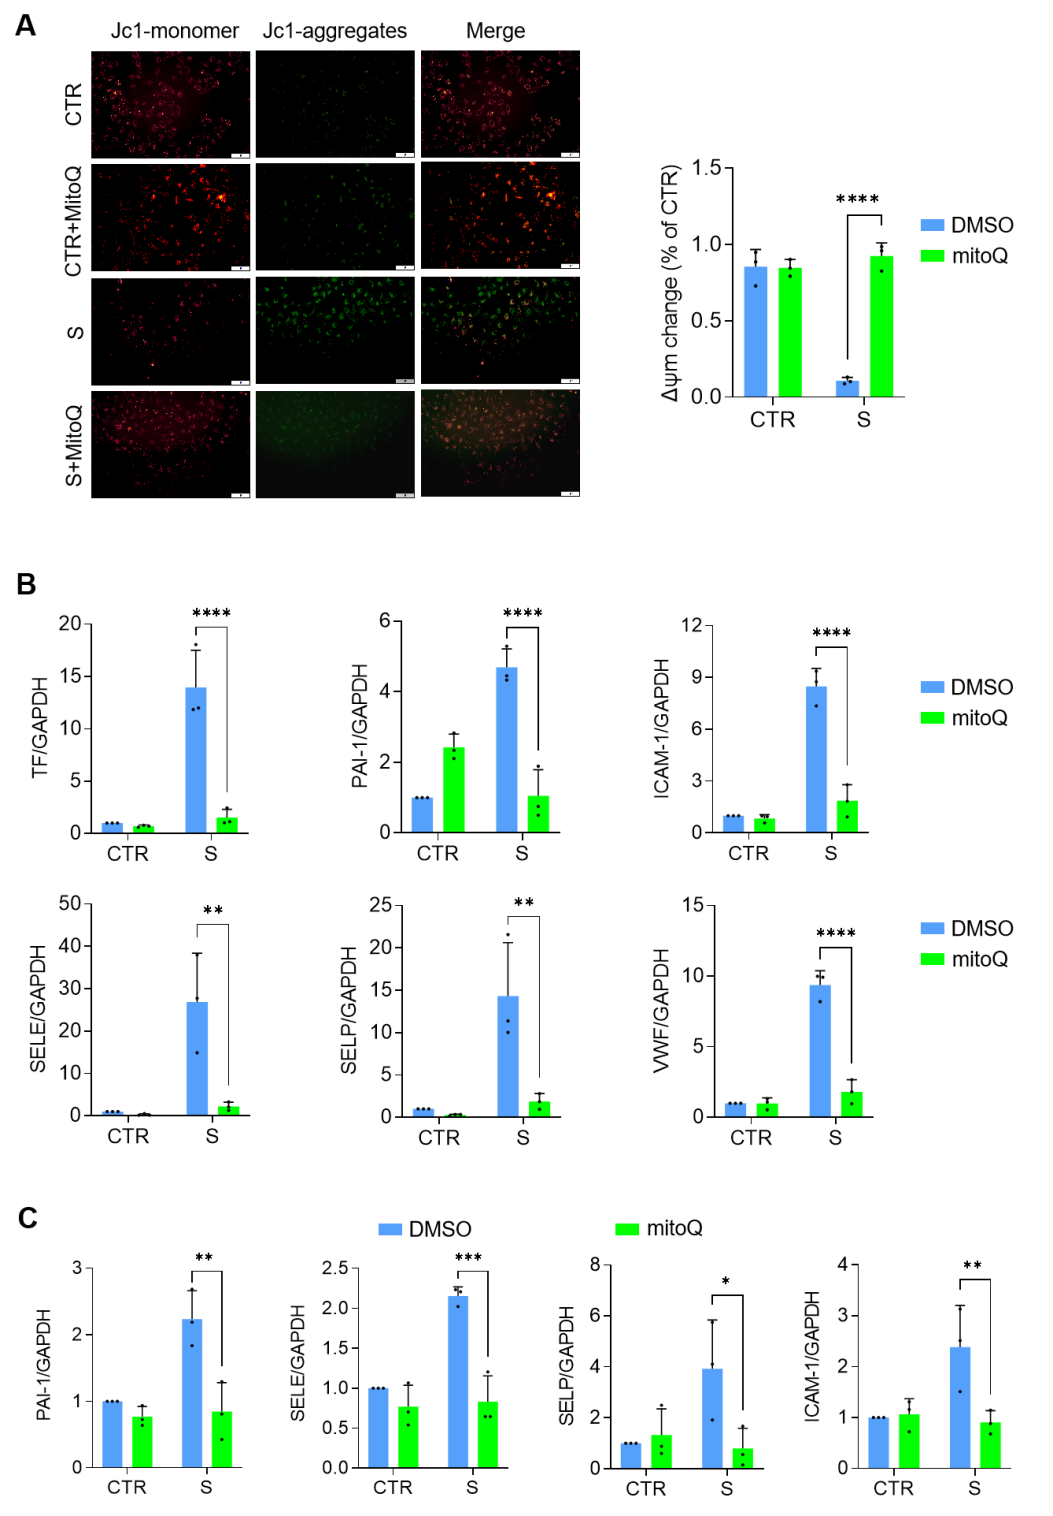 A
Jc1-monomer Jc1-aggregates Merge
CTR
CTR+MitoQ
S
S+MitoQ
Δψm change (% of CTR)
1.5
1.0
0.5
0.0
****
CTR S
DMSO
mitoQ
B
TF/GAPDH
20
15
10
5
0
****
CTR S
PAI-1/GAPDH
6
4
2
0
****
CTR S
ICAM-1/GAPDH
12
9
6
3
0
****
CTR S
DMSO
mitoQ
SELE/GAPDH
50
40
30
20
10
0
**
CTR S
SELP/GAPDH
25
20
15
10
5
0
**
CTR S
VWF/GAPDH
15
10
5
0
****
CTR S
DMSO
mitoQ
C
DMSO mitoQ
PAI-1/GAPDH
3
2
1
0
**
CTR S
SELE/GAPDH
2.5
2.0
1.5
1.0
0.5
0.0
***
CTR S
SELP/GAPDH
8
6
4
2
0
*
CTR S
ICAM-1/GAPDH
4
3
2
1
0
**
CTR S